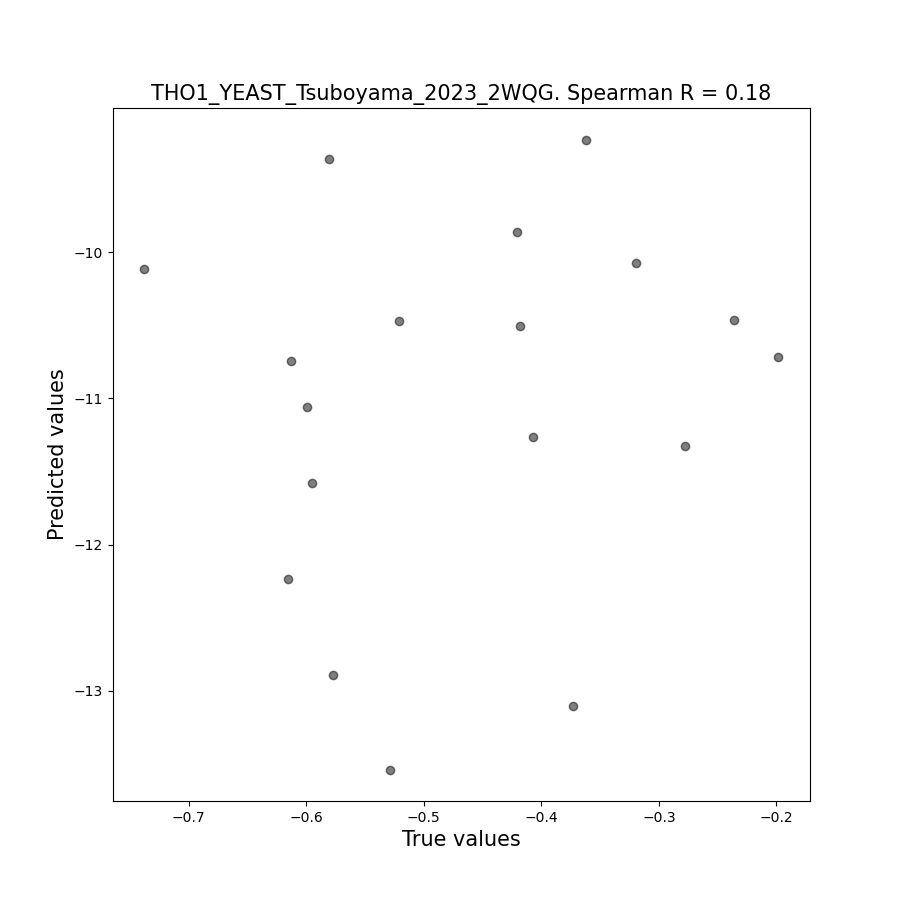 THO1_YEAST_Tsuboyama_2023_2WQG. Spearman R = 0.18
Predicted values
−10
−11
−12
−13
−0.7 −0.6 −0.5 −0.4 −0.3 −0.2
True values